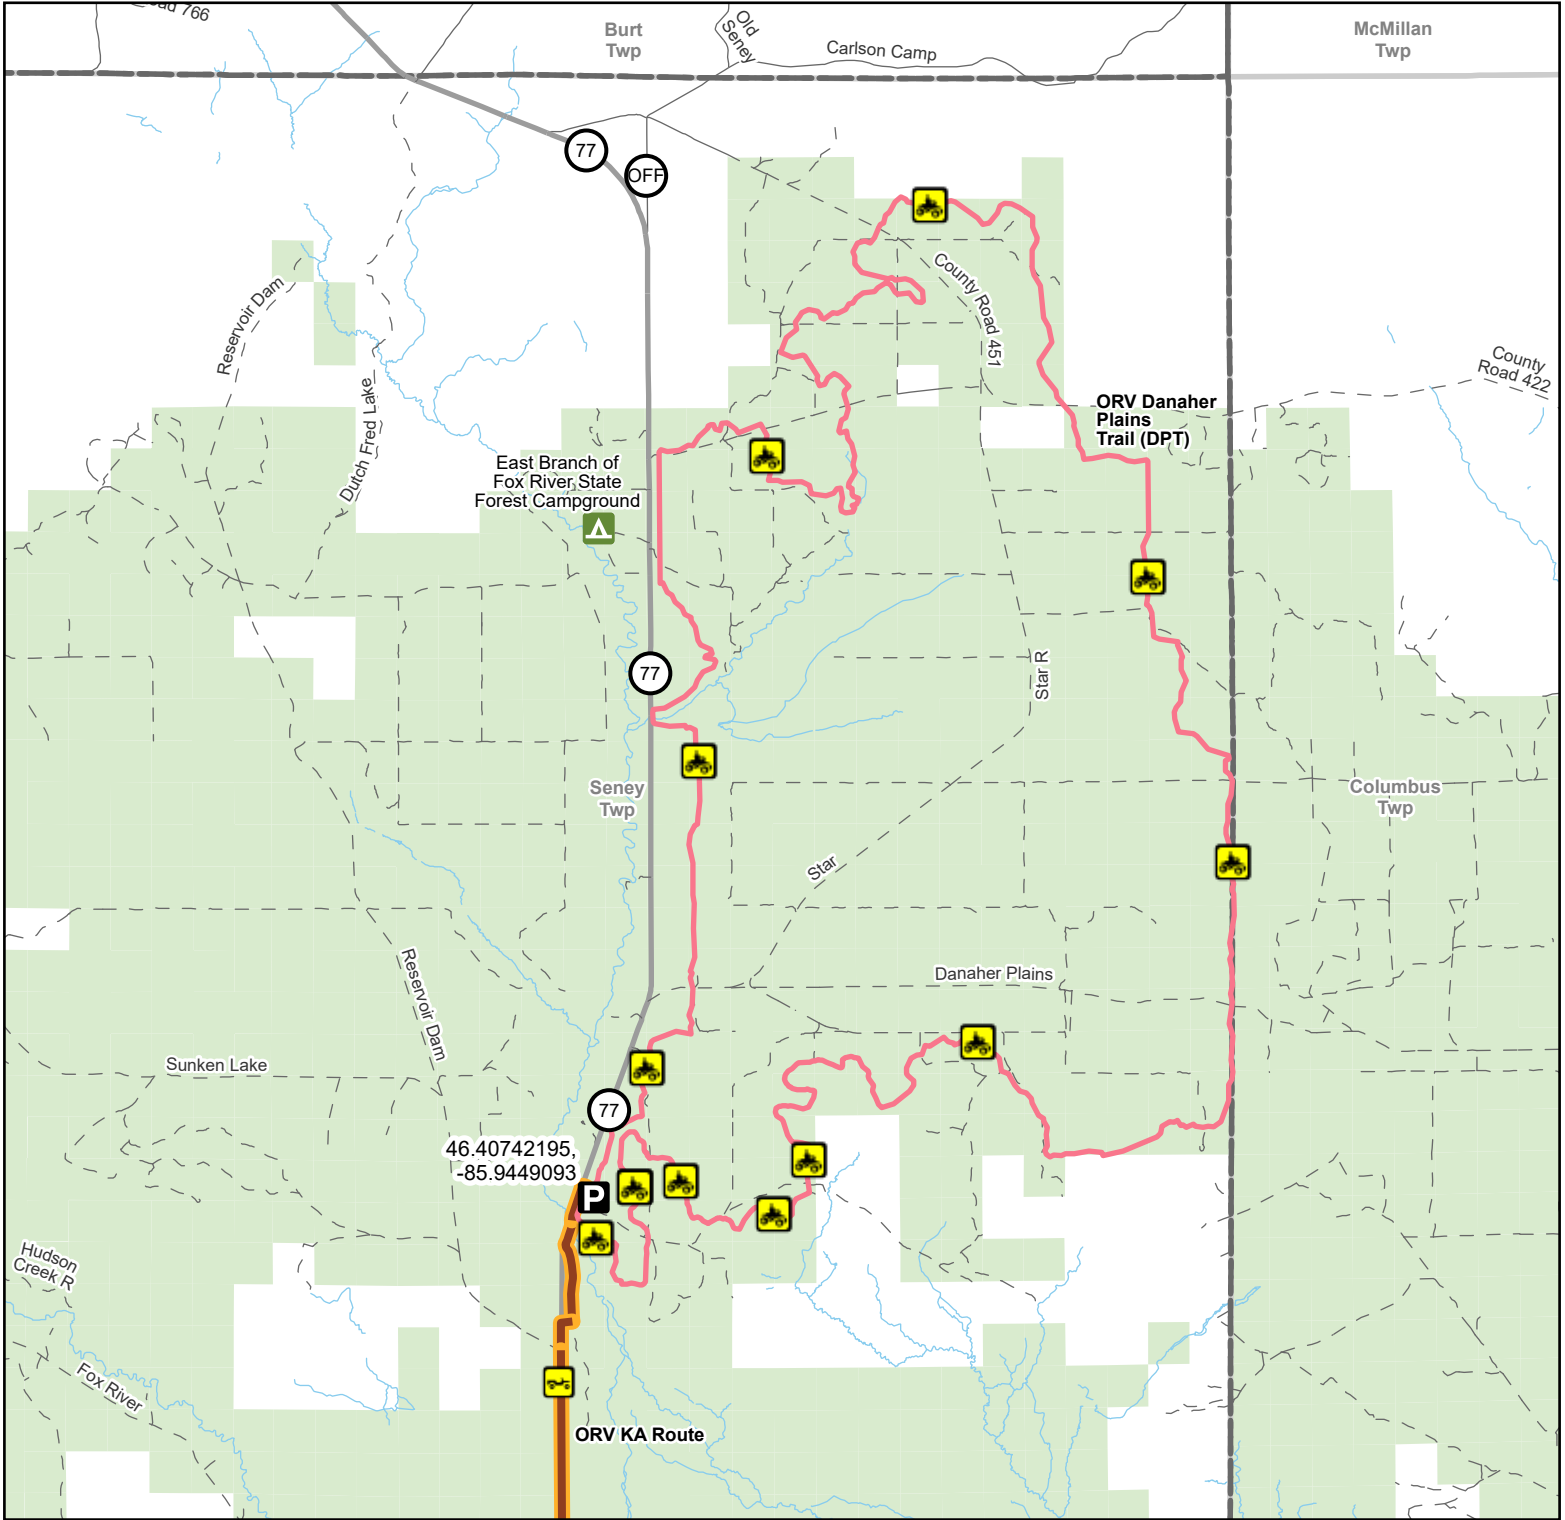 ad 766
Burt
Twp
Old
Seney
Carlson Camp
McMillan
Twp
77
OFF
Reservoir Dam
County Road 451
County
Road 422
Dutch Fred Lake
ORV Danaher
Plains
Trail (DPT)
East Branch of
Fox River State
Forest Campground
Star R
77
Seney
Twp
Columbus
Twp
Star
Reservoir Dam
Danaher Plains
Sunken Lake
77
46.40742195,
-85.9449093
P
Hudson
Creek R
Fox River
ORV KA Route